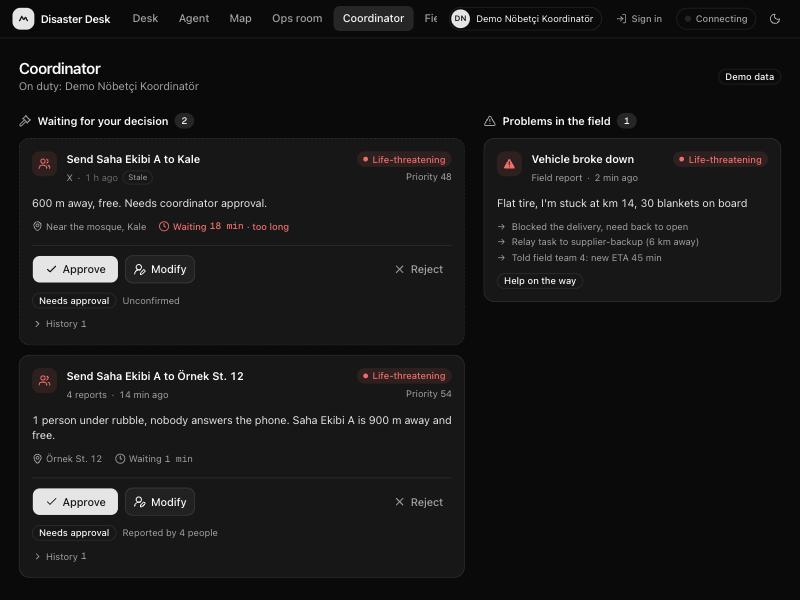 Disaster Desk
Desk
Agent
Map
Ops room
Coordinator
Fie
DN
Demo Nöbetçi Koordinatör
Sign in
Connecting
Coordinator
On duty: Demo Nöbetçi Koordinatör
Demo data
Waiting for your decision 2
Send Saha Ekibi A to Kale
Life-threatening
X · 1 h ago Stale
Priority 48
600 m away, free. Needs coordinator approval.
Near the mosque, Kale
Waiting 18 min · too long
Approve
Modify
Reject
Needs approval
Unconfirmed
History 1
Send Saha Ekibi A to Örnek St. 12
Life-threatening
4 reports · 14 min ago
Priority 54
1 person under rubble, nobody answers the phone. Saha Ekibi A is 900 m away and
free.
Örnek St. 12
Waiting 1 min
Approve
Modify
Reject
Needs approval
Reported by 4 people
History 1
Problems in the field 1
Vehicle broke down
Life-threatening
Field report · 2 min ago
Flat tire, I'm stuck at km 14, 30 blankets on board
→ Blocked the delivery, need back to open
→ Relay task to supplier-backup (6 km away)
→ Told field team 4: new ETA 45 min
Help on the way